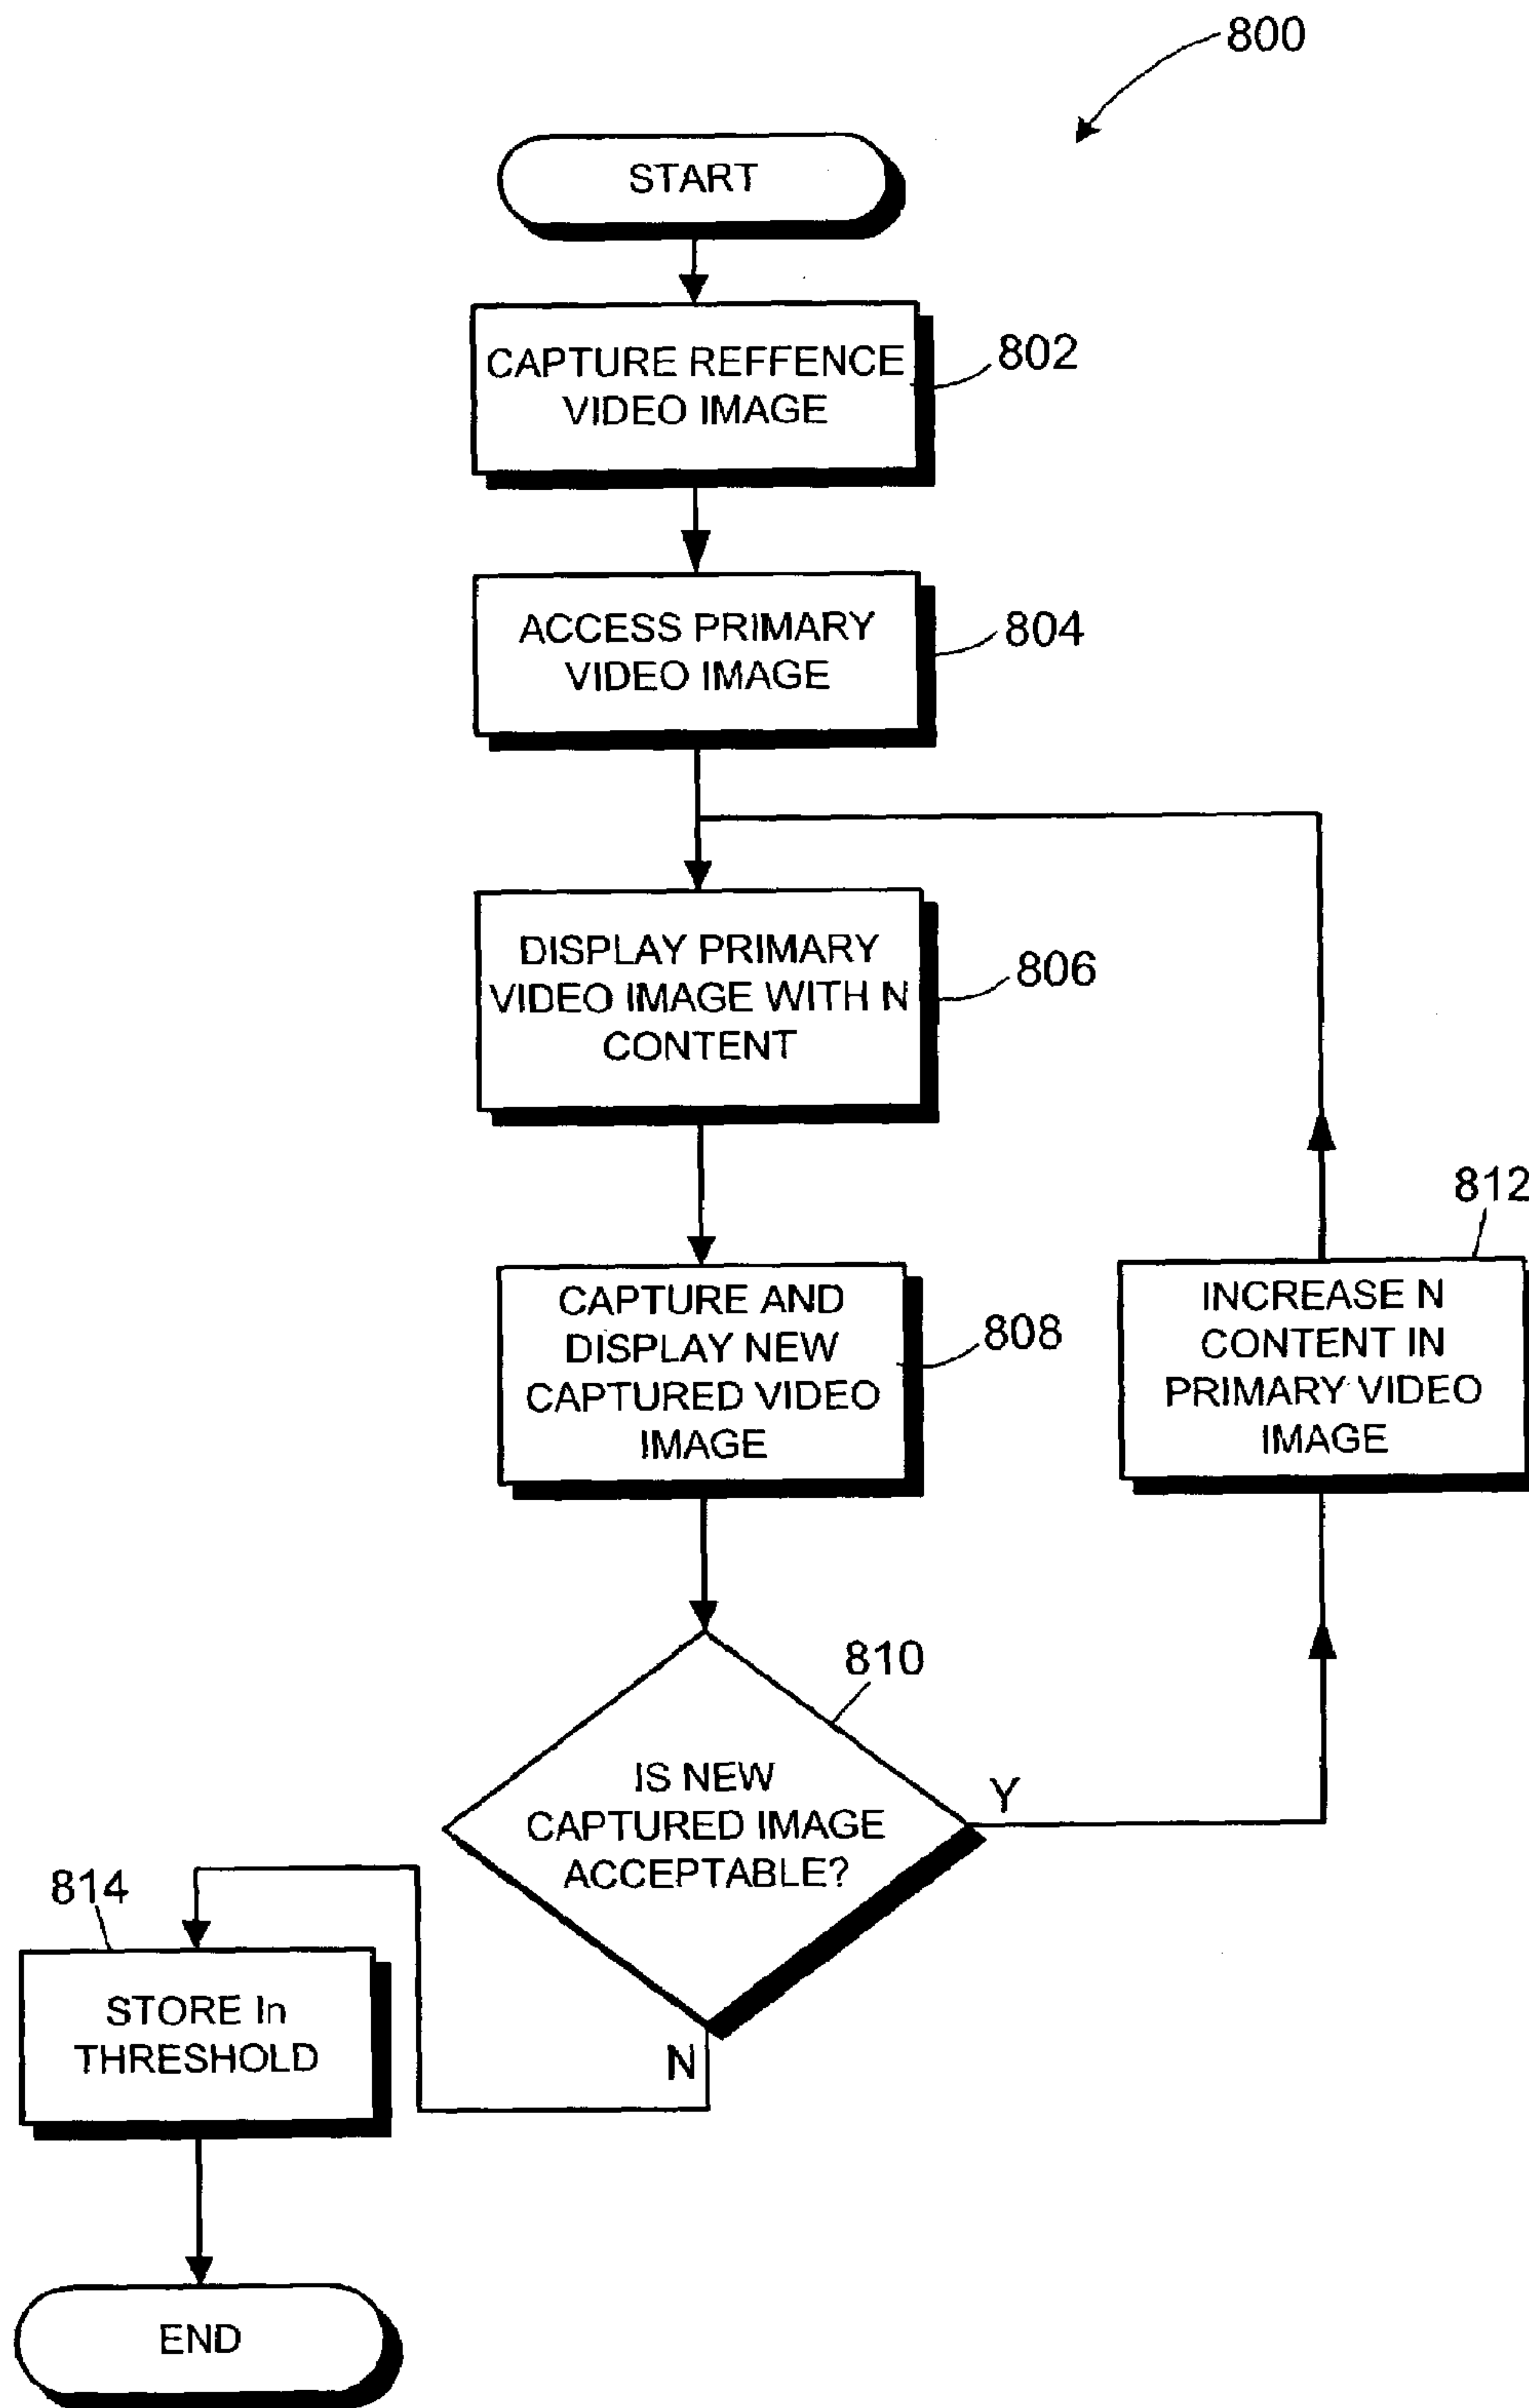 800
START
CAPTURE REFFENCE
VIDEO IMAGE
802
ACCESS PRIMARY
VIDEO IMAGE
804
DISPLAY PRIMARY
VIDEO IMAGE WITH N
CONTENT
806
CAPTURE AND
DISPLAY NEW
CAPTURED VIDEO
IMAGE
808
812
INCREASE N
CONTENT IN
PRIMARY VIDEO
IMAGE
810
IS NEW
CAPTURED IMAGE
ACCEPTABLE?
Y
N
814
STORE In
THRESHOLD
END